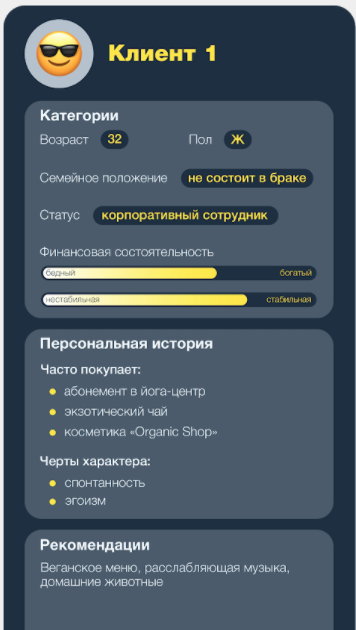 Клиент 1
Категории
Возраст 32 Пол Ж
Семейное положение не состоит в браке
Статус корпоративный сотрудник
Финансовая состоятельность
бедный богатый
нестабильная стабильная
Персональная история
Часто покупает:
абонемент в йога-центр
экзотический чай
косметика «Organic Shop»
Черты характера:
спонтанность
эгоизм
Рекомендации
Веганское меню, расслабляющая музыка,
домашние животные